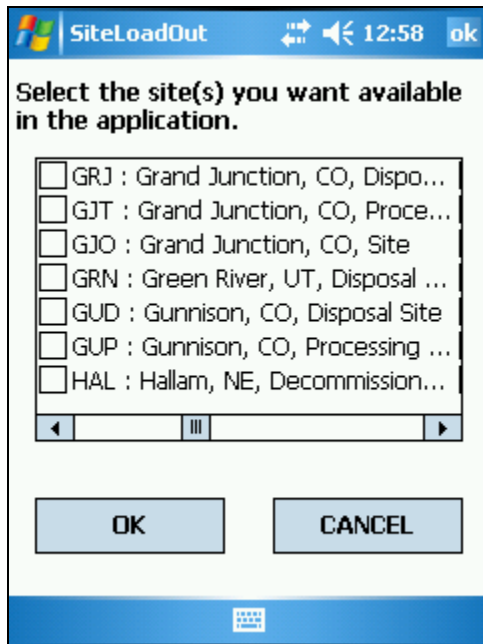 SiteLoadOut 12:58 ok
Select the site(s) you want available
in the application.
GRJ : Grand Junction, CO, Dispo...
GJT : Grand Junction, CO, Proce...
GJO : Grand Junction, CO, Site
GRN : Green River, UT, Disposal ...
GUD : Gunnison, CO, Disposal Site
GUP : Gunnison, CO, Processing ...
HAL : Hallam, NE, Decommission...
OK CANCEL